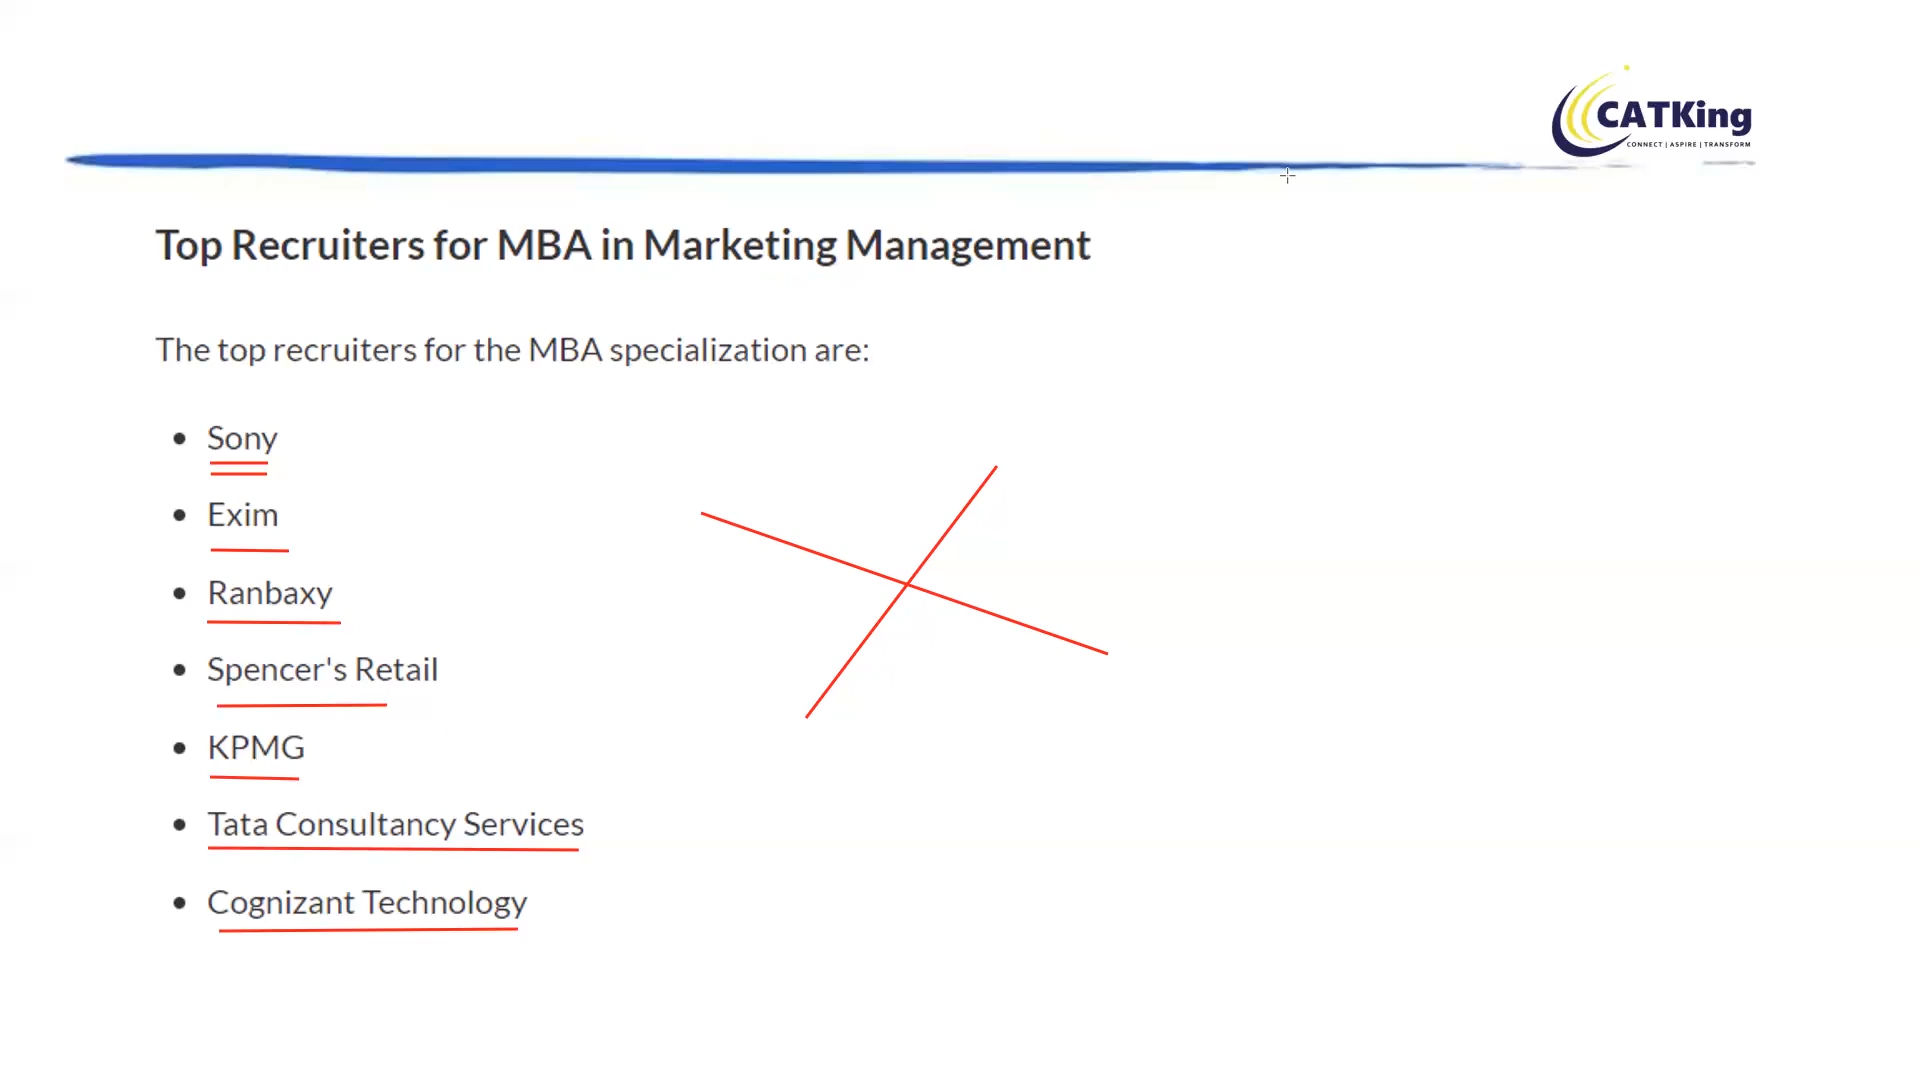 CATKing
CONNECT | ASPIRE | TRANSFORM
Top Recruiters for MBA in Marketing Management
The top recruiters for the MBA specialization are:
• Sony
• Exim
• Ranbaxy
• Spencer's Retail
• KPMG
• Tata Consultancy Services
• Cognizant Technology